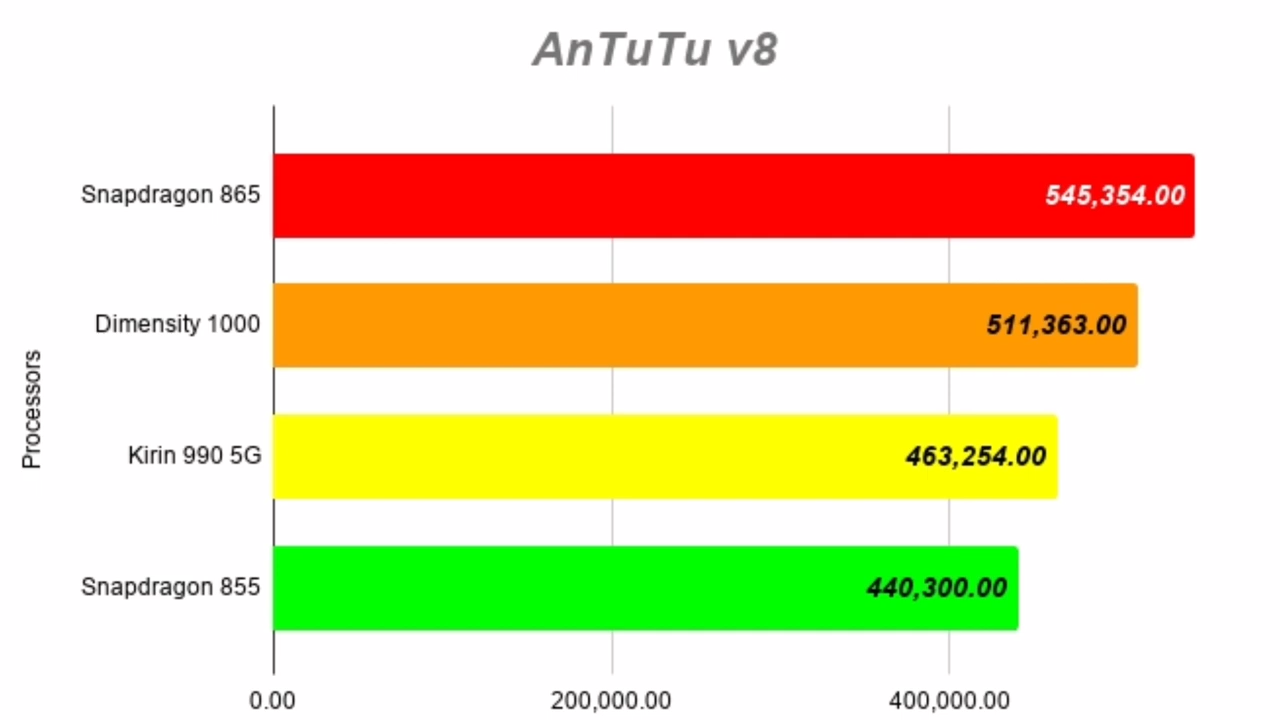 AnTuTu v8
Processors
Snapdragon 865
545,354.00
Dimensity 1000
511,363.00
Kirin 990 5G
463,254.00
Snapdragon 855
440,300.00
0.00
200,000.00
400,000.00